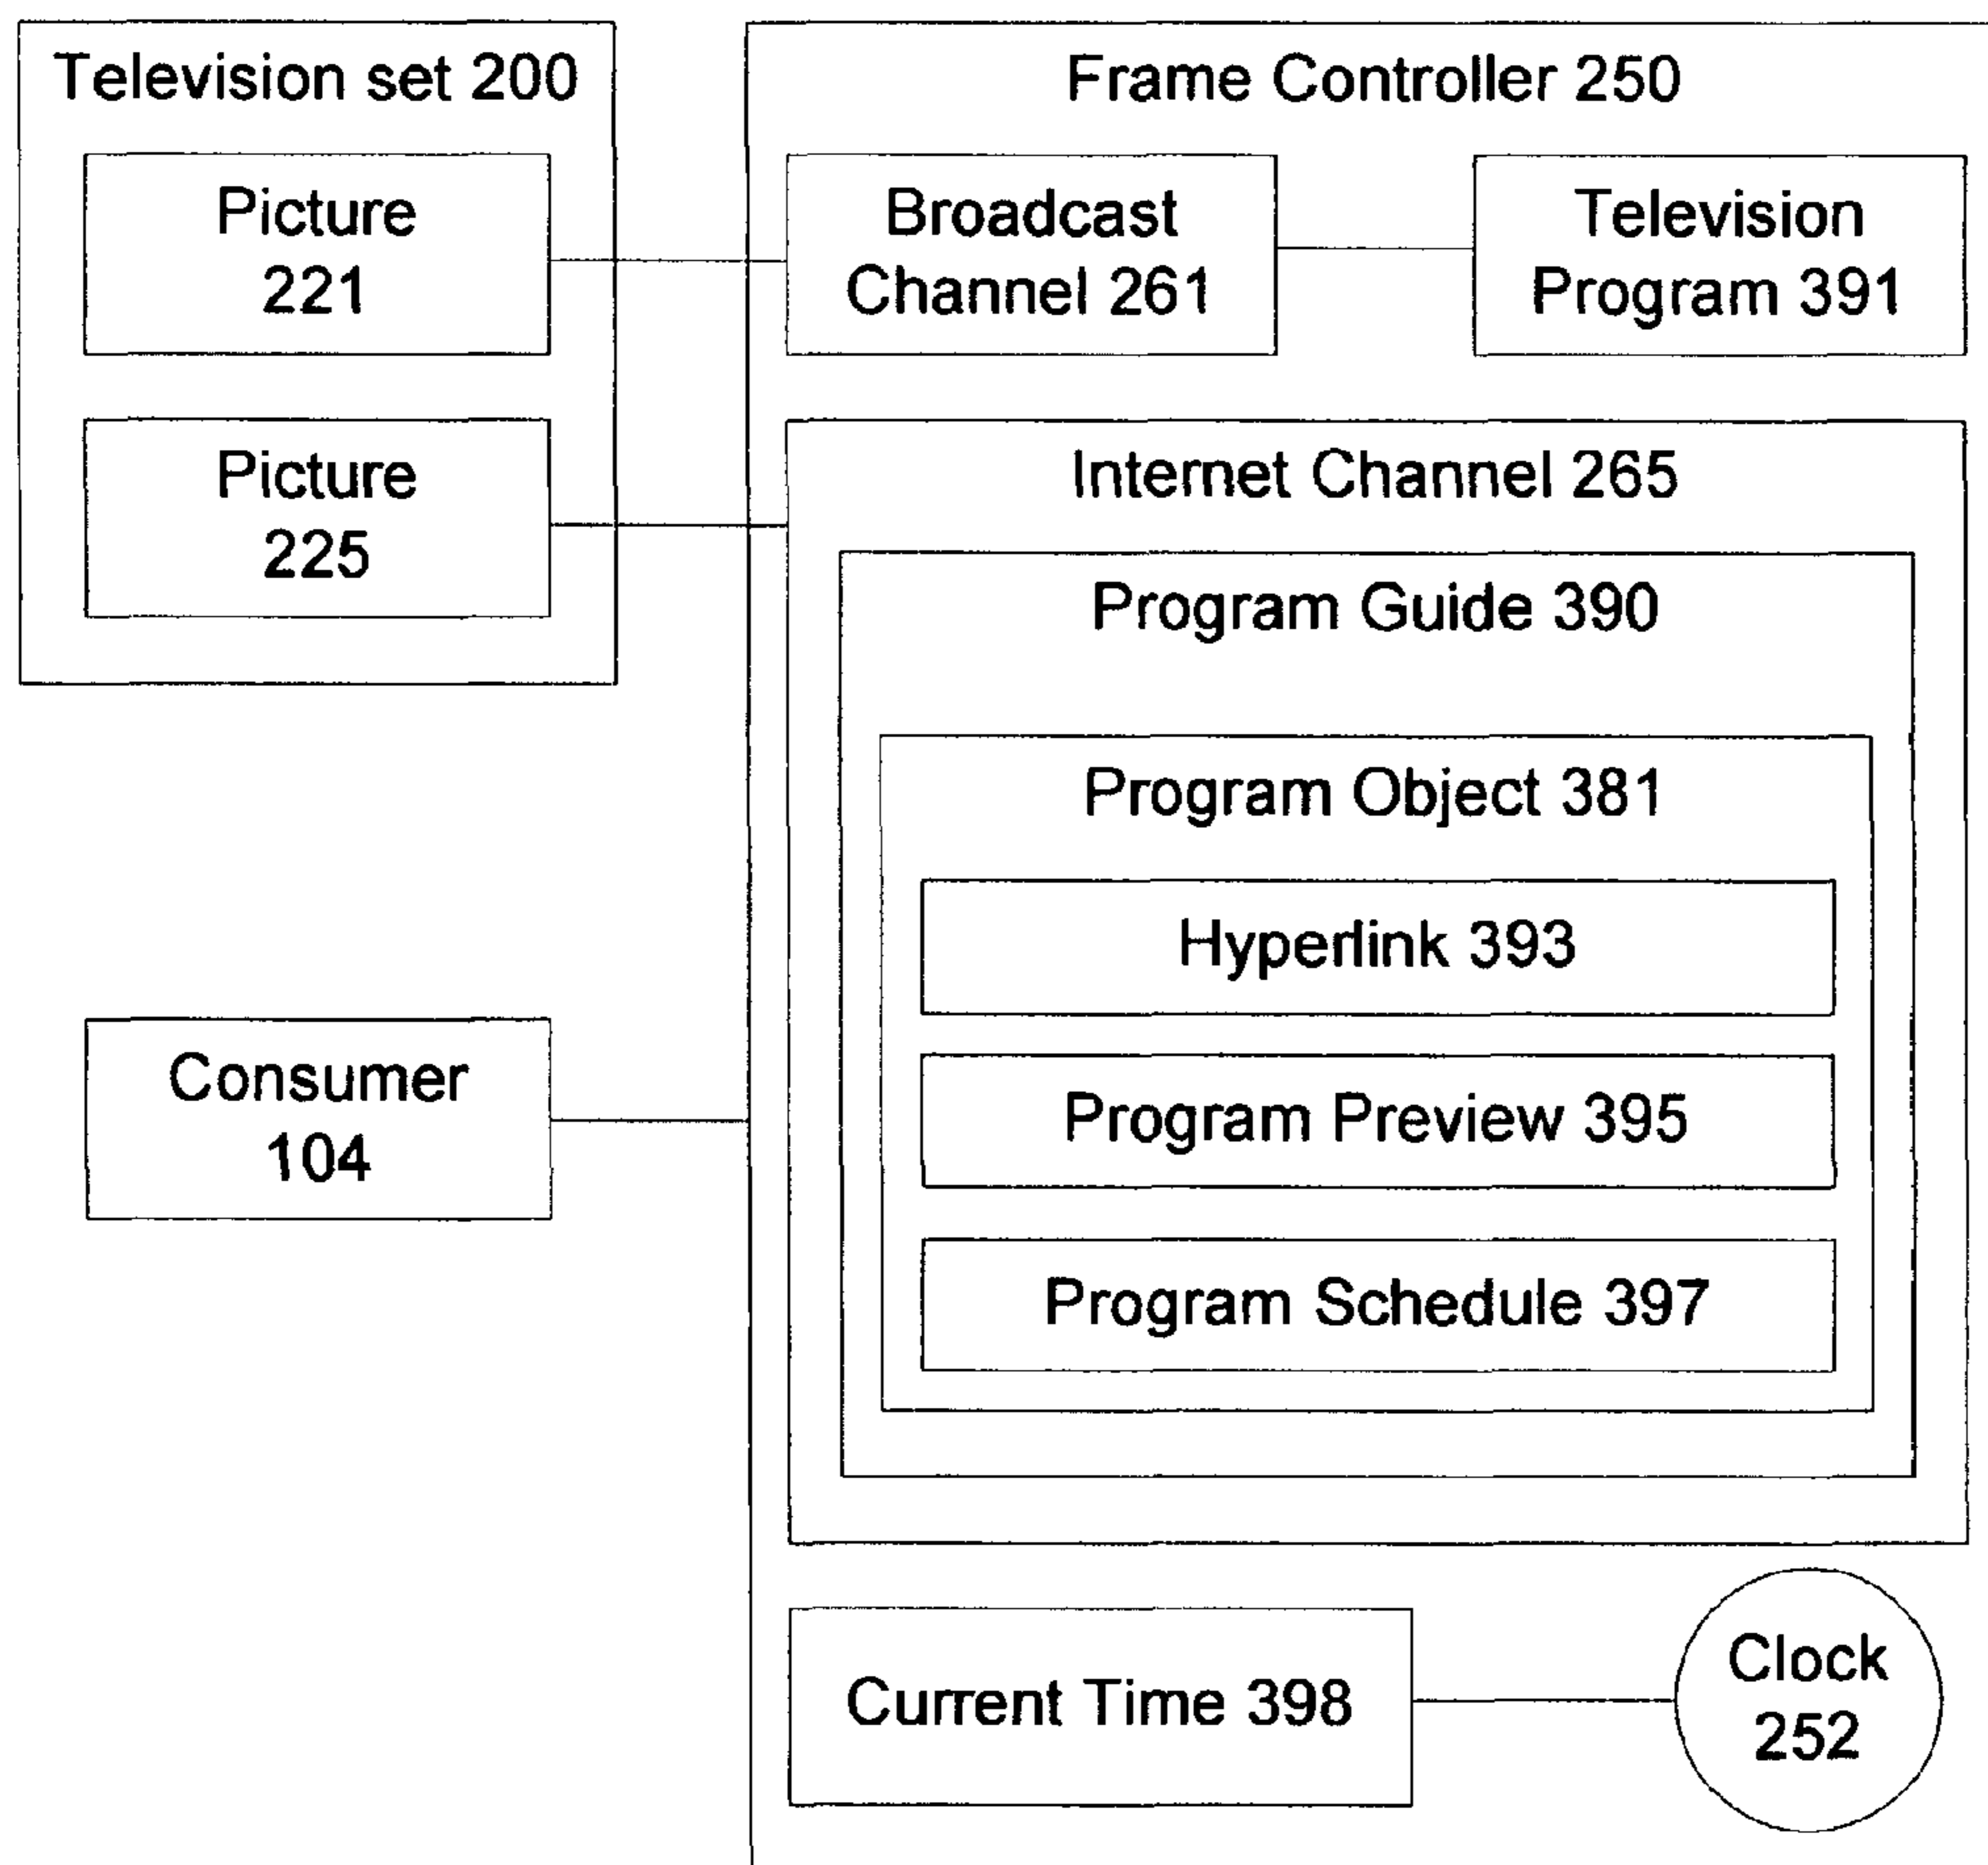 Television set 200
Frame Controller 250
Picture
221
Broadcast
Channel 261
Television
Program 391
Picture
225
Internet Channel 265
Program Guide 390
Program Object 381
Hyperlink 393
Program Preview 395
Program Schedule 397
Consumer
104
Current Time 398
Clock
252